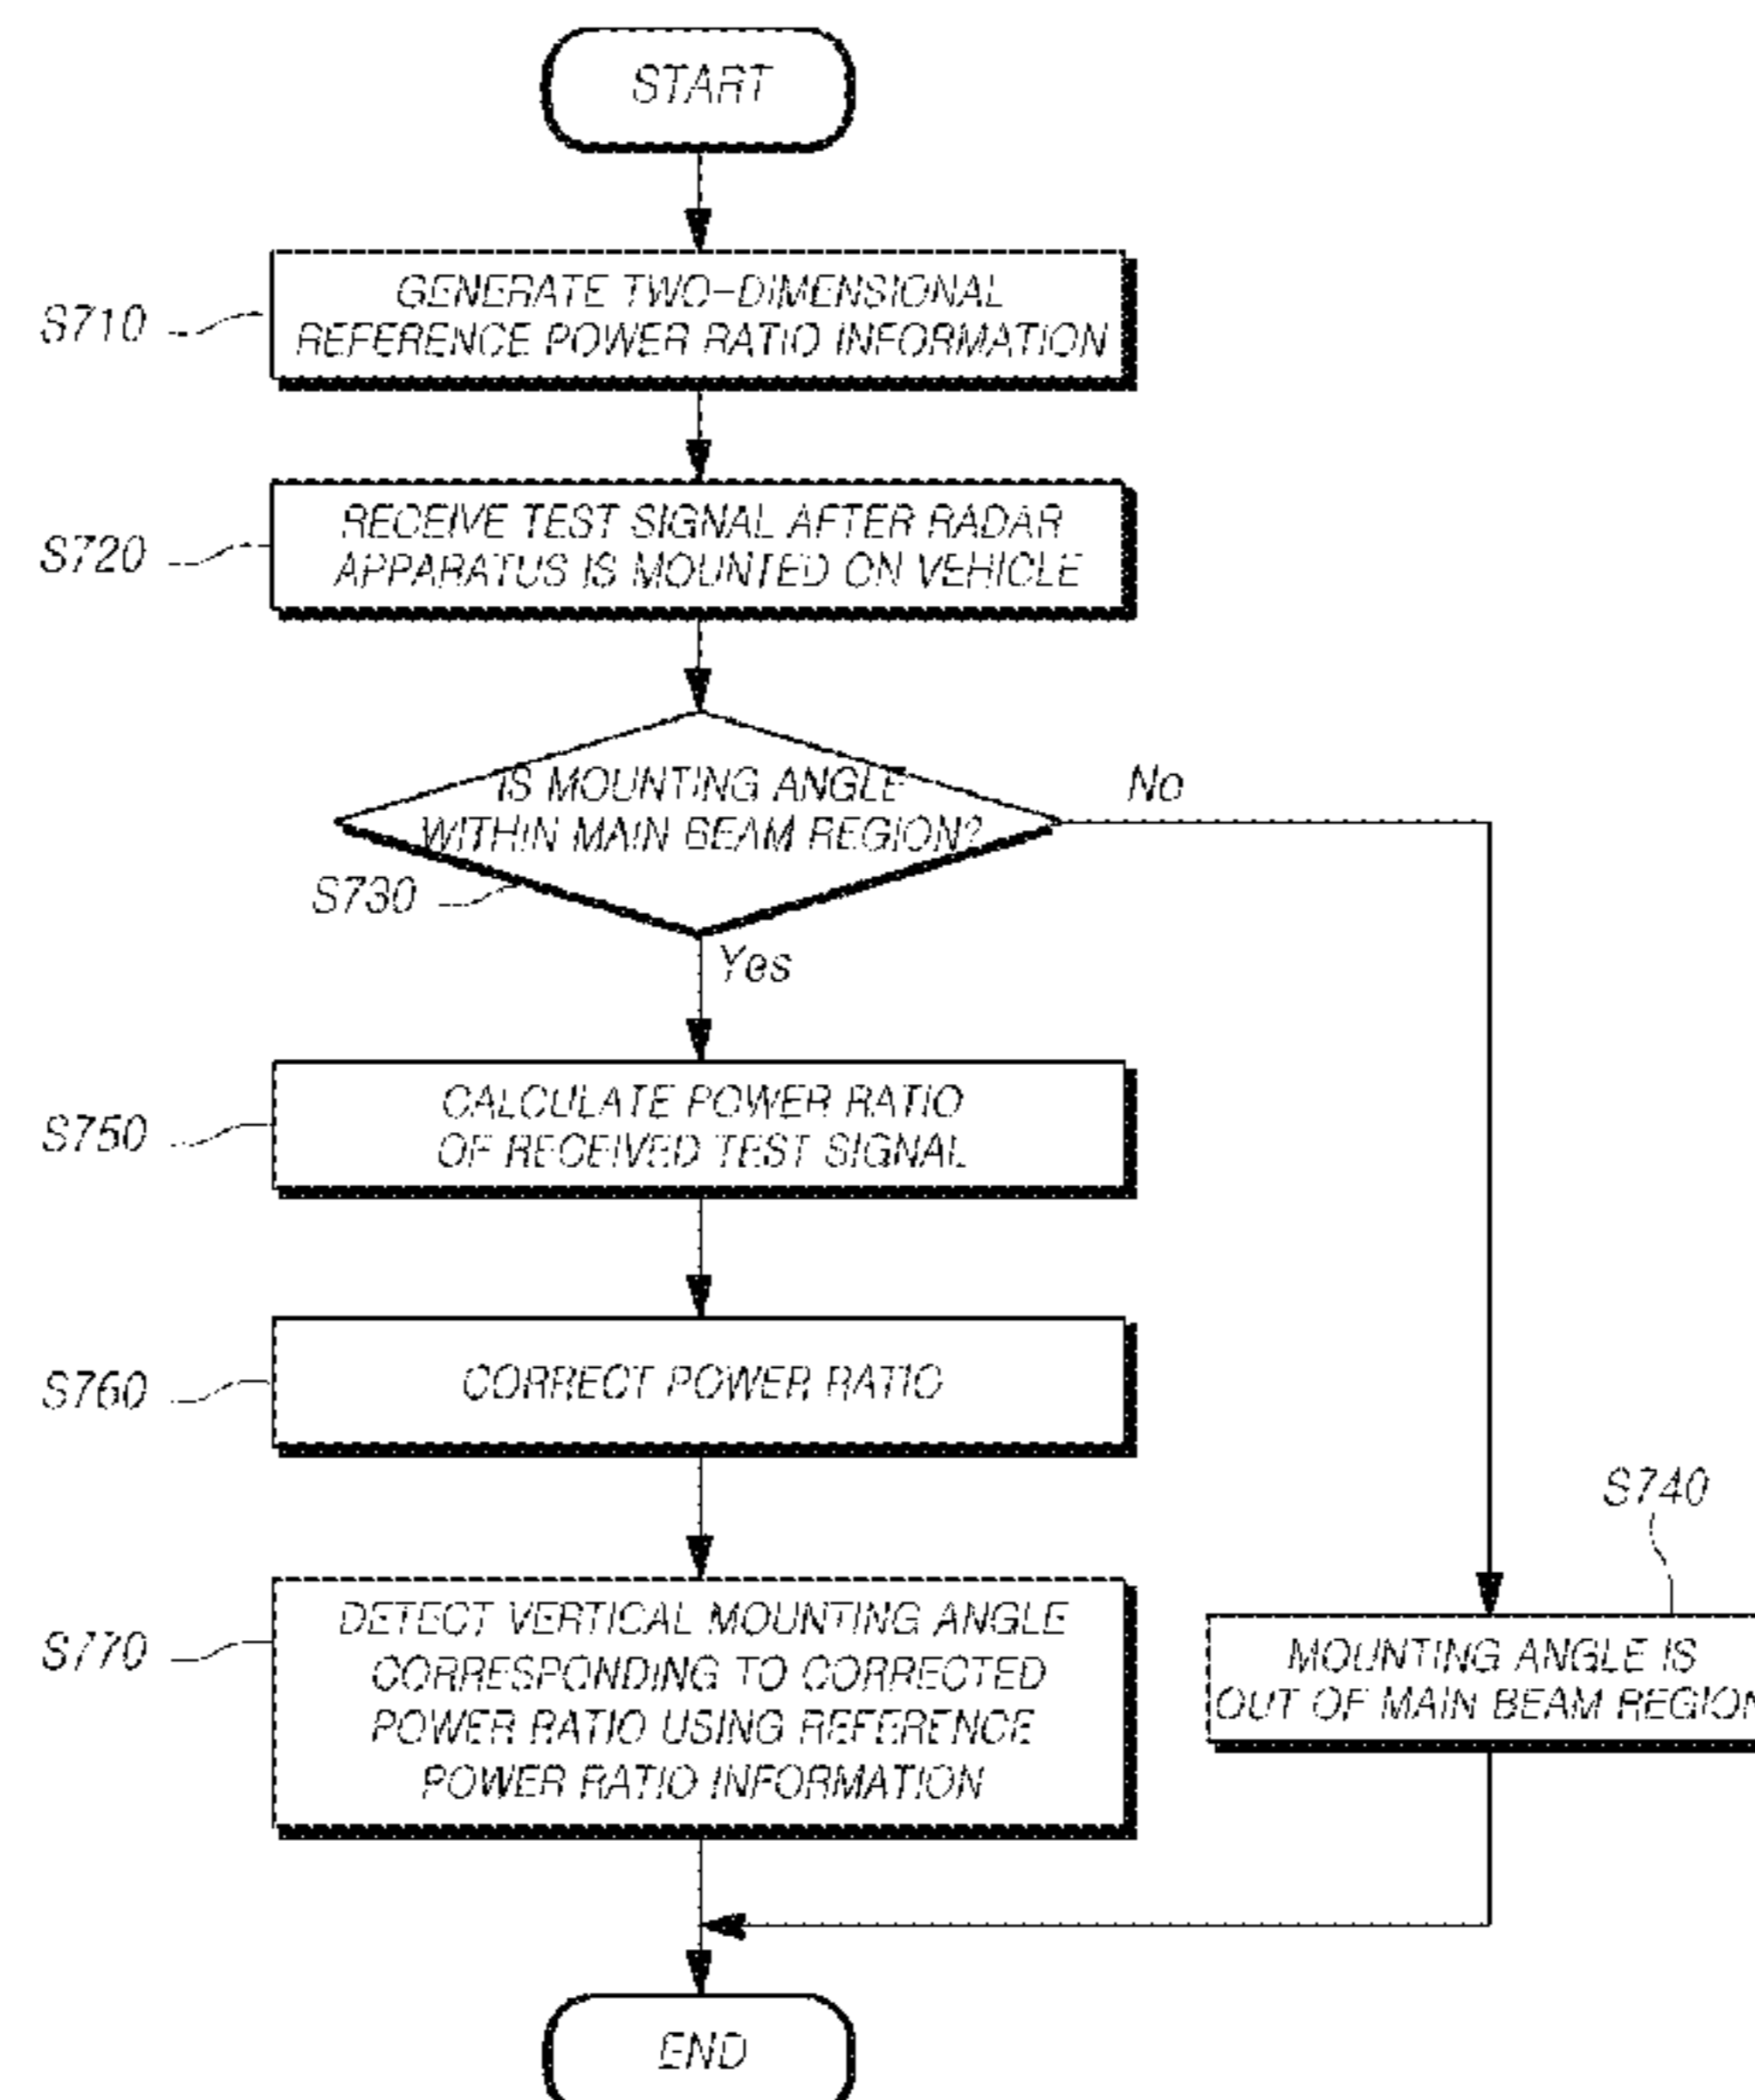 START
S710
GENERATE TWO-DIMENSIONAL
REFERENCE POWER RATIO INFORMATION
S720
RECEIVE TEST SIGNAL AFTER RADAR
APPARATUS IS MOUNTED ON VEHICLE
IS MOUNTING ANGLE
WITHIN MAIN BEAM REGION?
No
S730
Yes
S750
CALCULATE POWER RATIO
OF RECEIVED TEST SIGNAL
S760
CORRECT POWER RATIO
S770
DETECT VERTICAL MOUNTING ANGLE
CORRESPONDING TO CORRECTED
POWER RATIO USING REFERENCE
POWER RATIO INFORMATION
S740
MOUNTING ANGLE IS
OUT OF MAIN BEAM REGION
END